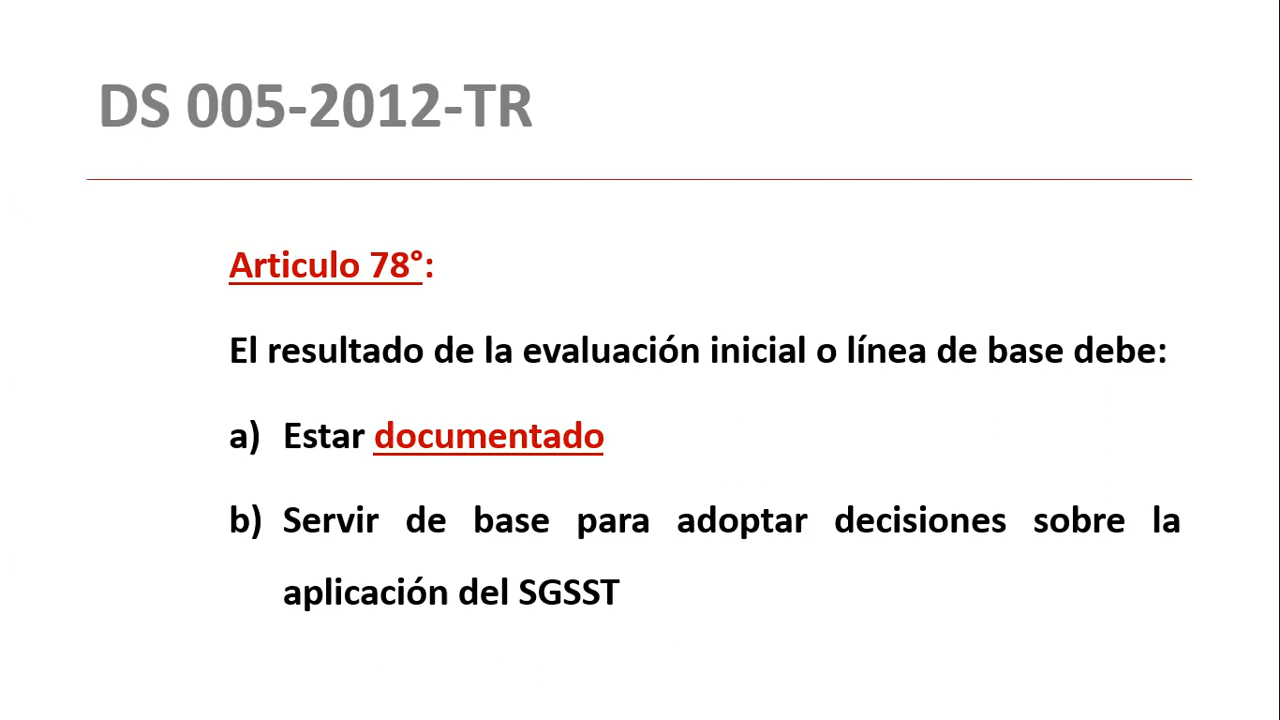 DS 005-2012-TR
Articulo 78°:
El resultado de la evaluación inicial o línea de base debe:
a) Estar documentado
b) Servir de base para adoptar decisiones sobre la
aplicación del SGSST